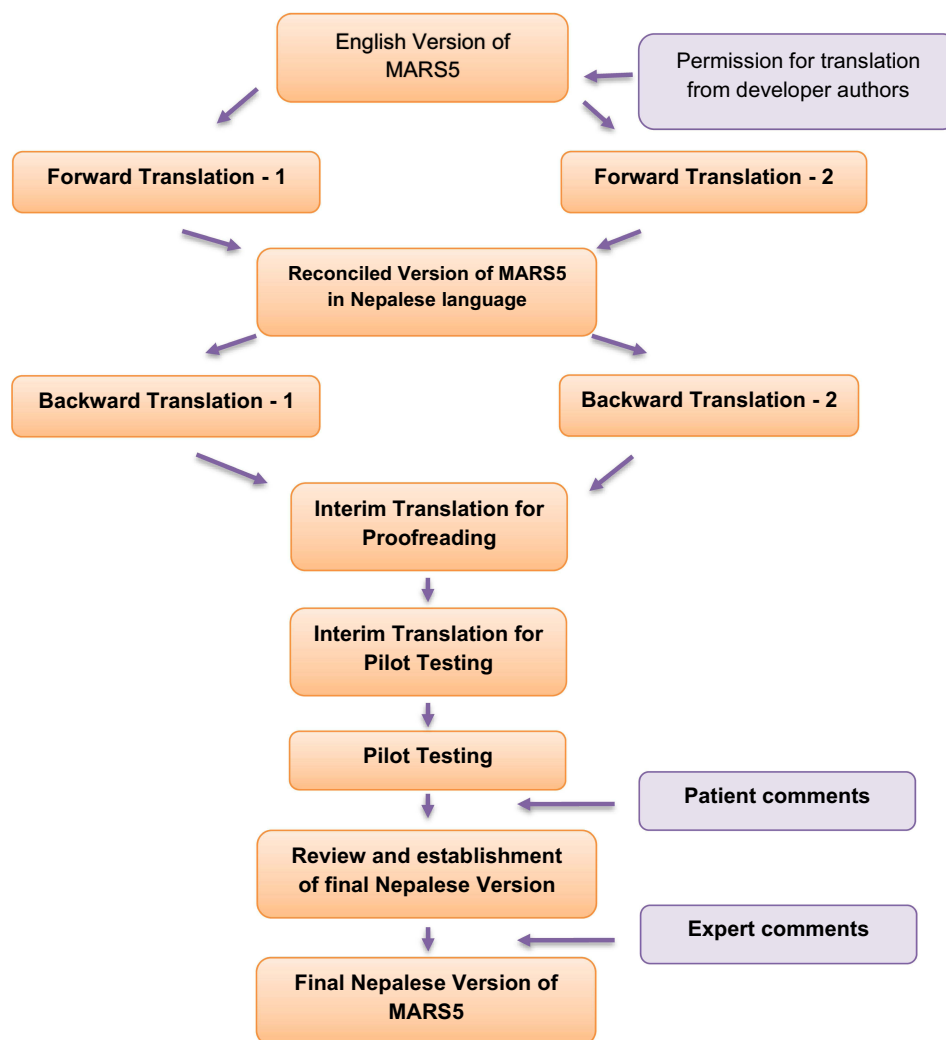 English Version of
MARS5
Permission for translation
from developer authors
Forward Translation - 1
Forward Translation - 2
Reconciled Version of MARS5
in Nepalese language
Backward Translation - 1
Backward Translation - 2
Interim Translation for
Proofreading
Interim Translation for
Pilot Testing
Pilot Testing
Patient comments
Review and establishment
of final Nepalese Version
Expert comments
Final Nepalese Version of
MARS5